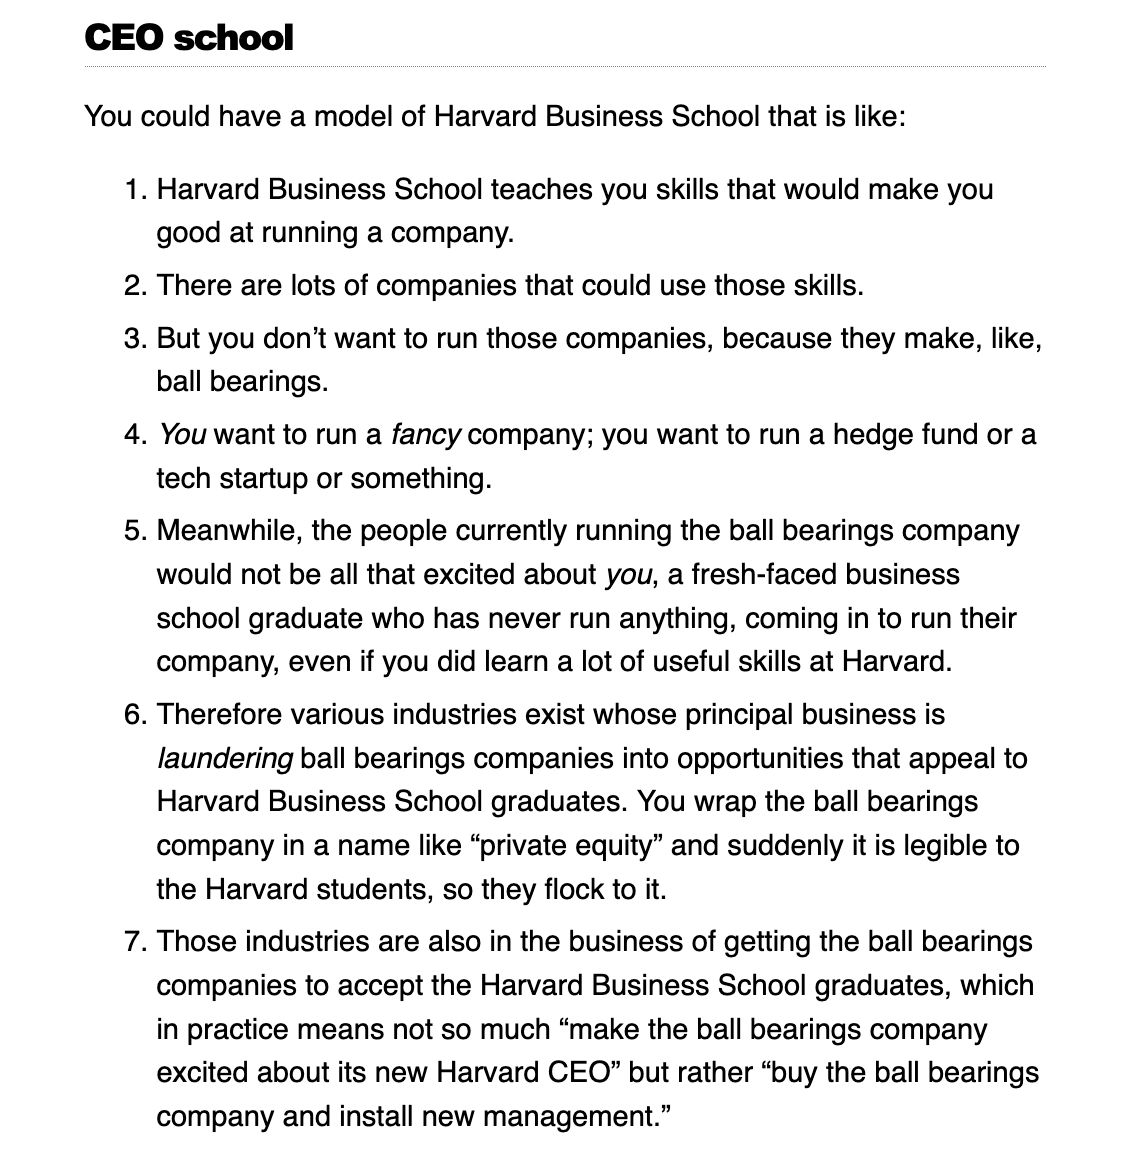 CEO school
You could have a model of Harvard Business School that is like:
1. Harvard Business School teaches you skills that would make you
good at running a company.
2. There are lots of companies that could use those skills.
3. But you don’t want to run those companies, because they make, like,
ball bearings.
4. You want to run a fancy company; you want to run a hedge fund or a
tech startup or something.
5. Meanwhile, the people currently running the ball bearings company
would not be all that excited about you, a fresh-faced business
school graduate who has never run anything, coming in to run their
company, even if you did learn a lot of useful skills at Harvard.
6. Therefore various industries exist whose principal business is
laundering ball bearings companies into opportunities that appeal to
Harvard Business School graduates. You wrap the ball bearings
company in a name like “private equity” and suddenly it is legible to
the Harvard students, so they flock to it.
7. Those industries are also in the business of getting the ball bearings
companies to accept the Harvard Business School graduates, which
in practice means not so much “make the ball bearings company
excited about its new Harvard CEO” but rather “buy the ball bearings
company and install new management.”